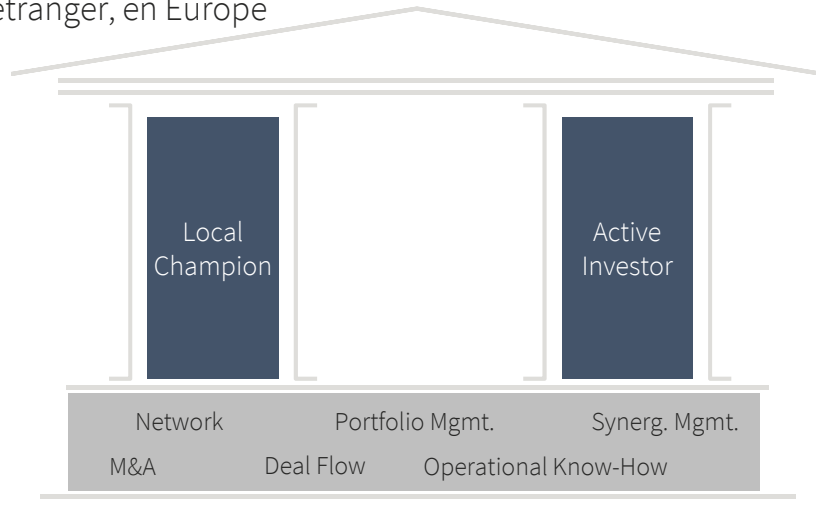 étranger, en Europe
Local
Champion
Active
Investor
Network Portfolio Mgmt. Synerg. Mgmt.
M&A Deal Flow Operational Know-How